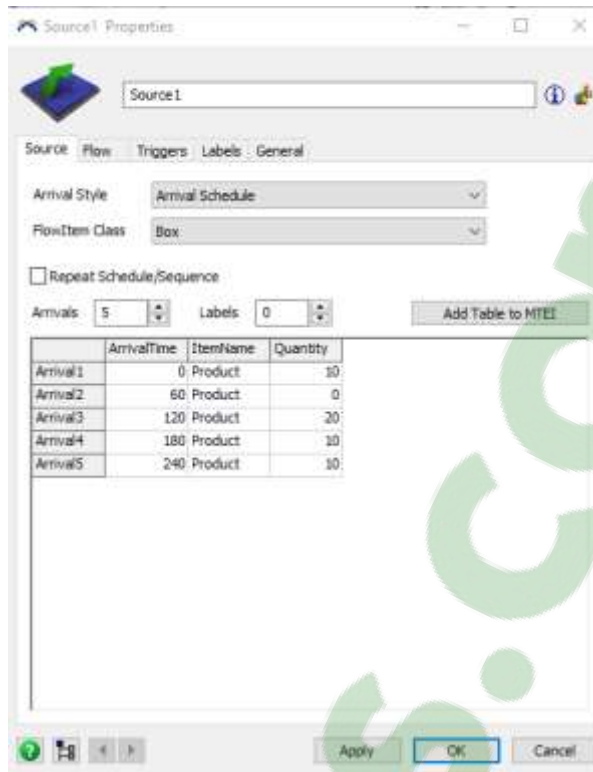 Source1 Properties
Source1
Source Flow Triggers Labels General
Arrival Style Arrival Schedule
FlowItem Class Box
Repeat Schedule/Sequence
Arrivals 5 Labels 0 Add Table to MTEI
ArrivalTime ItemName Quantity
Arrival1 0 Product 10
Arrival2 60 Product 0
Arrival3 120 Product 20
Arrival4 180 Product 10
Arrival5 240 Product 10
Apply OK Cancel
s.com